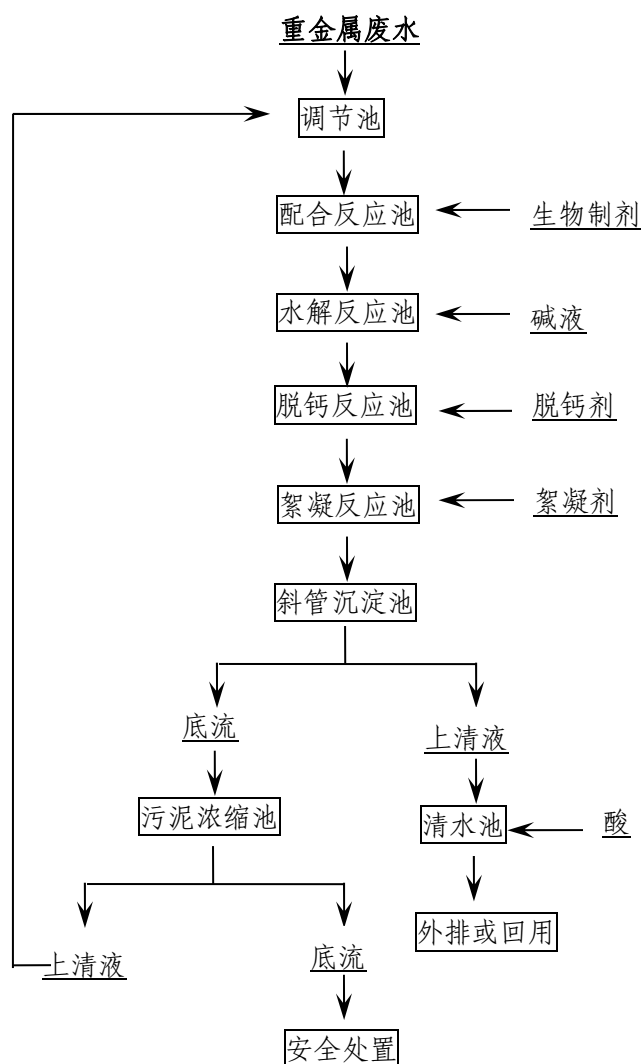 重金属废水
调节池
配合反应池
生物制剂
水解反应池
碱液
脱钙反应池
脱钙剂
絮凝反应池
絮凝剂
斜管沉淀池
底流
上清液
污泥浓缩池
清水池
酸
外排或回用
上清液
底流
安全处置